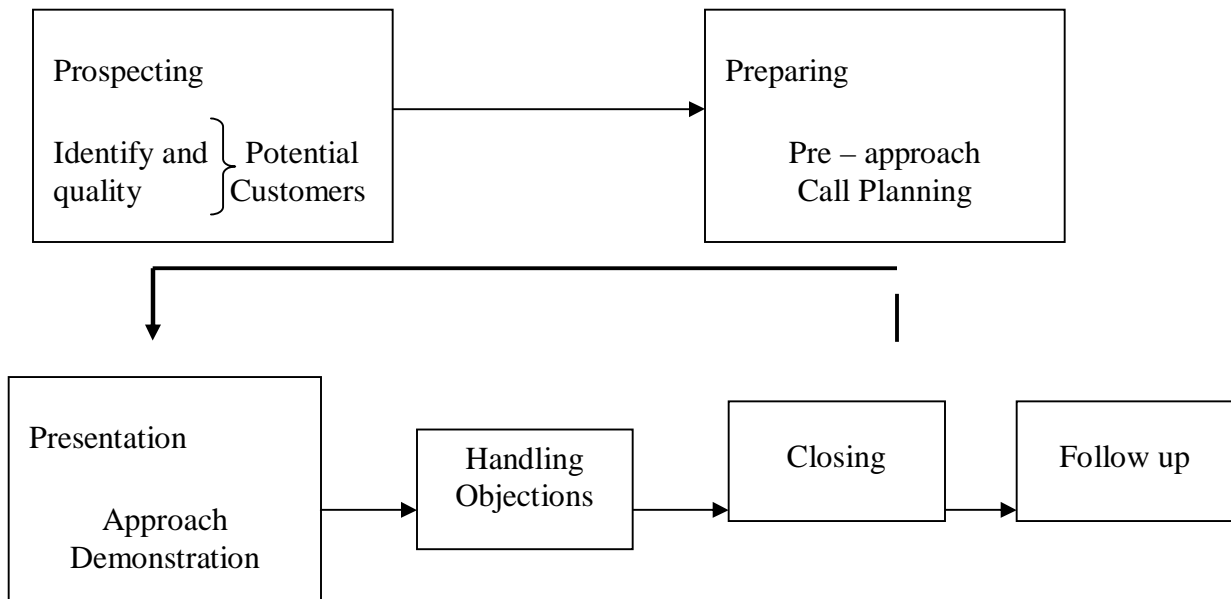 Prospecting
Identify and
quality
Potential
Customers
Preparing
Pre – approach
Call Planning
Presentation
Approach
Demonstration
Handling
Objections
Closing
Follow up